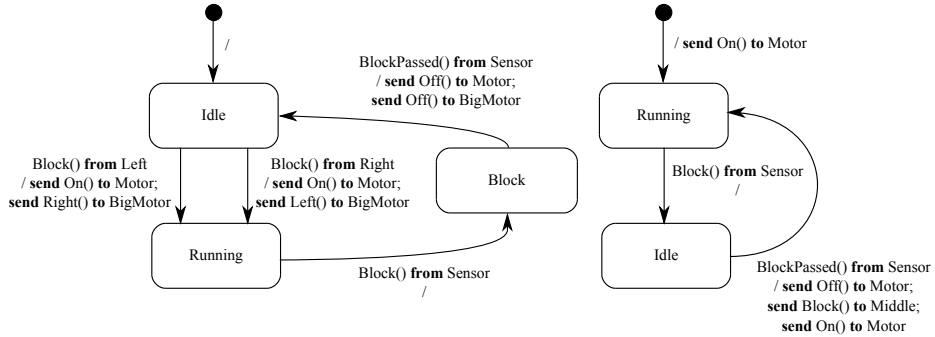 /
BlockPassed() from Sensor
/ send Off() to Motor;
send Off() to BigMotor
Idle
Block() from Left
/ send On() to Motor;
send Right() to BigMotor
Block() from Right
/ send On() to Motor;
send Left() to BigMotor
Block
Running
Block() from Sensor
/
/ send On() to Motor
Running
Block() from Sensor
/
Idle
BlockPassed() from Sensor
/ send Off() to Motor;
send Block() to Middle;
send On() to Motor